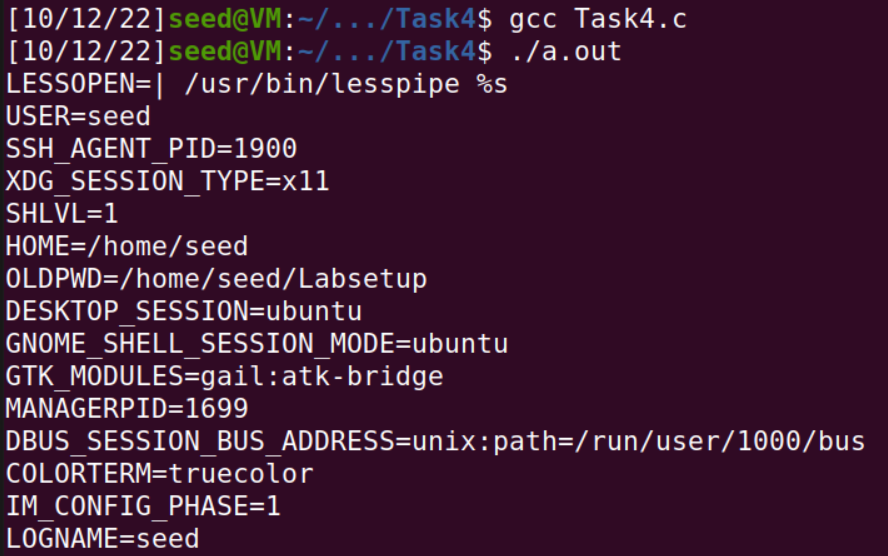 [10/12/22]seed@VM:~/.../Task4$ gcc Task4.c
[10/12/22]seed@VM:~/.../Task4$ ./a.out
LESSOPEN=| /usr/bin/lesspipe %s
USER=seed
SSH_AGENT_PID=1900
XDG_SESSION_TYPE=x11
SHLVL=1
HOME=/home/seed
OLDPWD=/home/seed/Labsetup
DESKTOP_SESSION=ubuntu
GNOME_SHELL_SESSION_MODE=ubuntu
GTK_MODULES=gail:atk-bridge
MANAGERPID=1699
DBUS_SESSION_BUS_ADDRESS=unix:path=/run/user/1000/bus
COLORTERM=truecolor
IM_CONFIG_PHASE=1
LOGNAME=seed